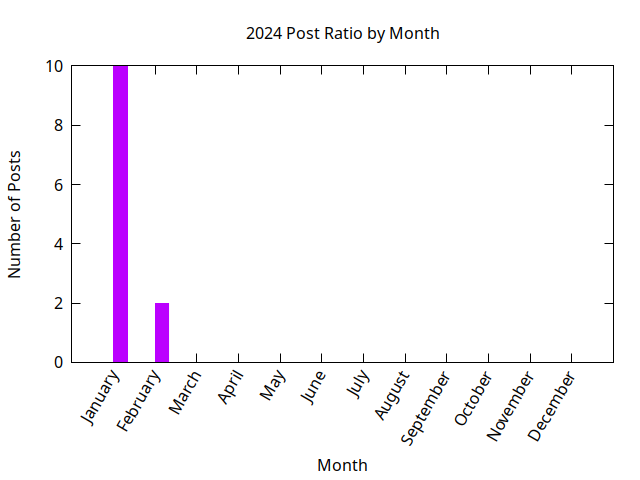 2024 Post Ratio by Month
10
8
6
4
2
0
Number of Posts
January
February
March
April
May
June
July
August
September
October
November
December
Month